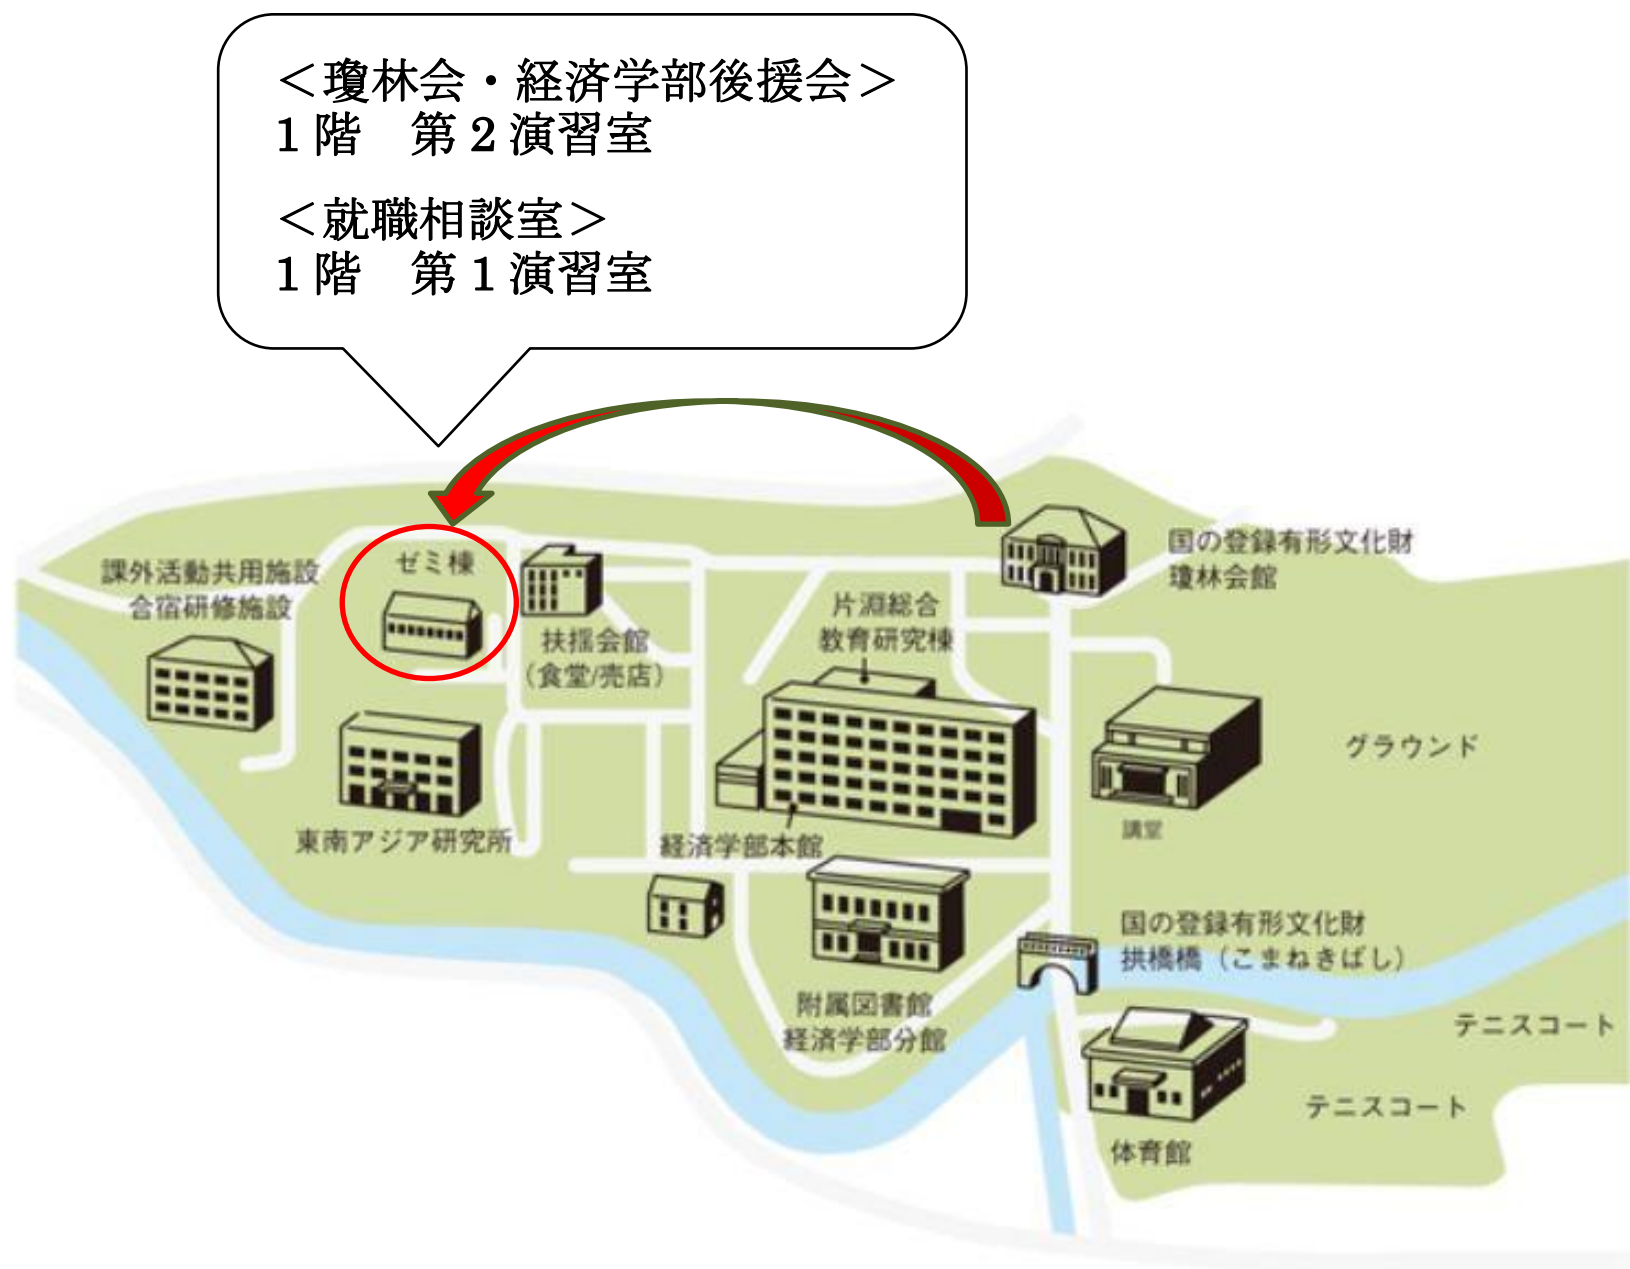 ＜瓊林会・経済学部後援会＞
１階　第２演習室
＜就職相談室＞
１階　第１演習室
ゼミ棟
課外活動共用施設
合宿研修施設
扶揺会館
（食堂/売店）
国の登録有形文化財
瓊林会館
片淵総合
教育研究棟
グラウンド
講堂
東南アジア研究所
経済学部本館
国の登録有形文化財
拱橋橋（こまねきばし）
附属図書館
経済学部分館
テニスコート
テニスコート
体育館